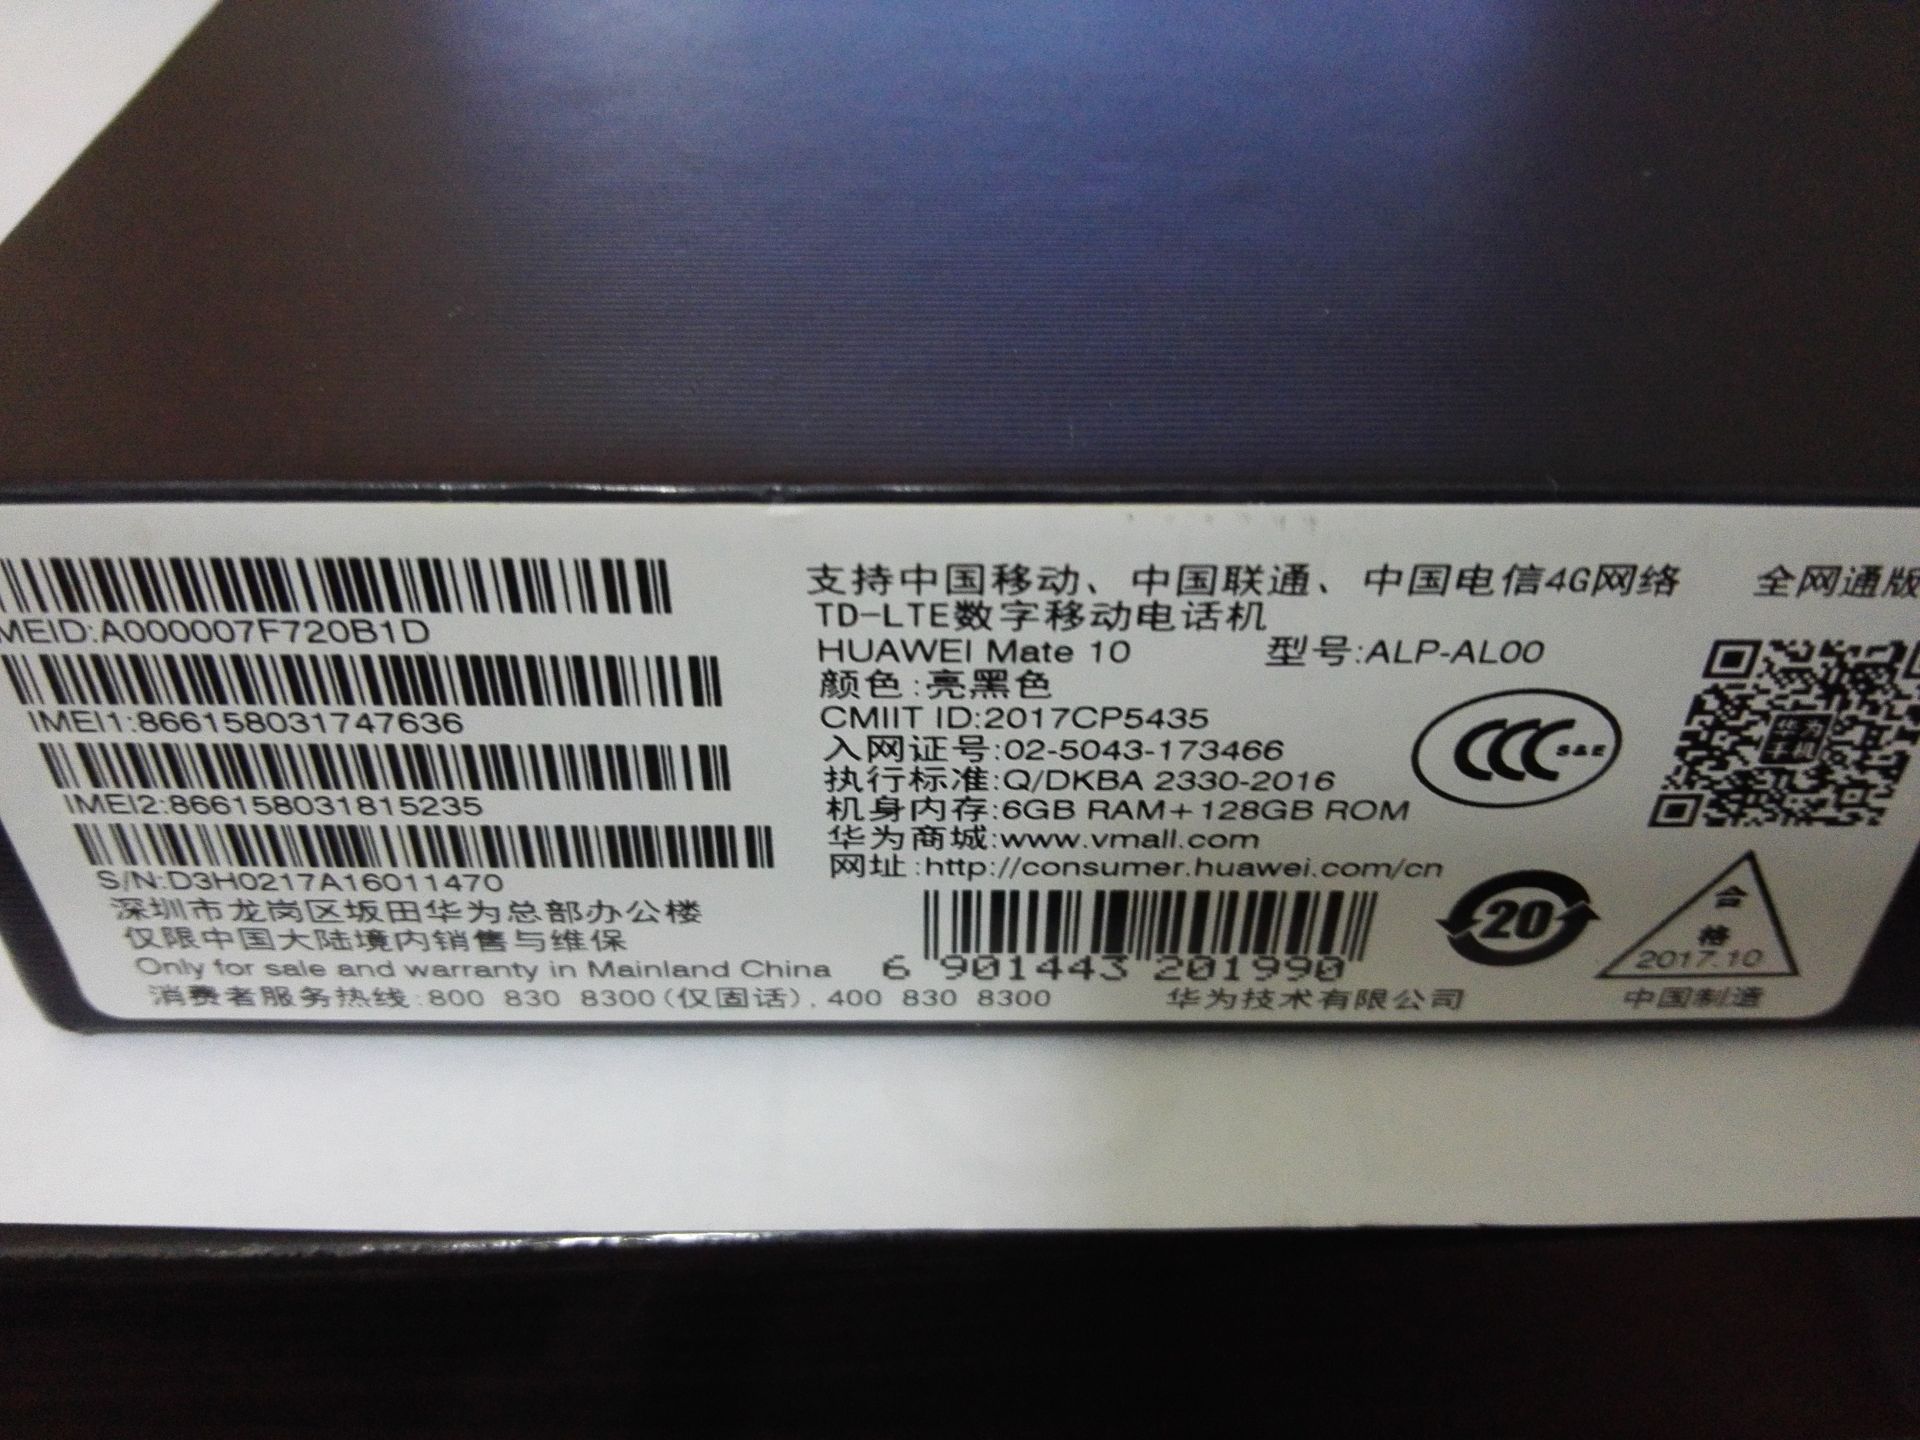 MEID:A000007F720B1D
IMEI1:866158031747636
IMEI2:866158031815235
S/N:D3H0217A16011470
深圳市龙岗区坂田华为总部办公楼
仅限中国大陆境内销售与维保
Only for sale and warranty in Mainland China
消费者服务热线:800 830 8300(仅固话), 400 830 8300
支持中国移动、中国联通、中国电信4G网络 全网通版
TD-LTE数字移动电话机
HUAWEI Mate 10 型号:ALP-AL00
颜色:亮黑色
CMIIT ID:2017CP5435
入网证号:02-5043-173466
执行标准:Q/DKBA 2330-2016
机身内存:6GB RAM+128GB ROM
华为商城:www.vmall.com
网址:http://consumer.huawei.com/cn
6 901443 201990
华为技术有限公司
CCC S&E
华为
手机
20
合
格
2017.10
中国制造